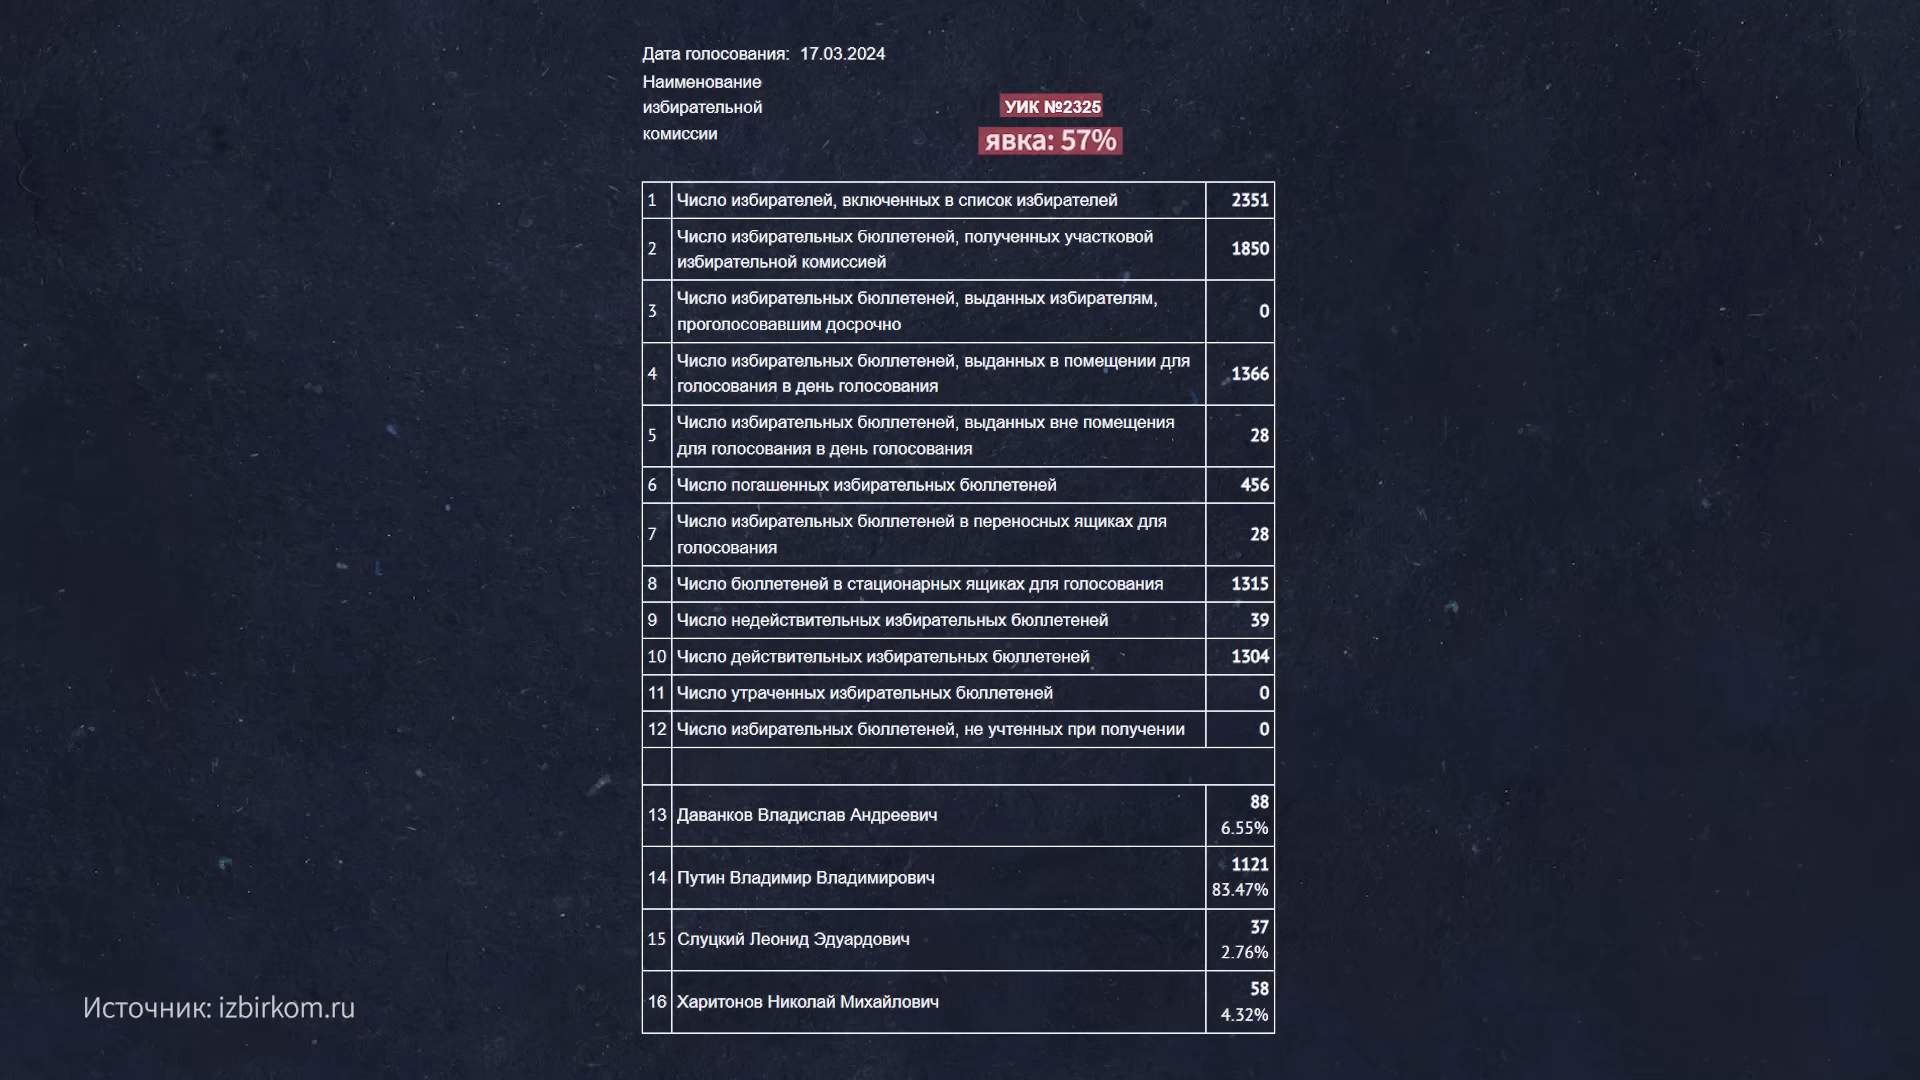 Дата голосования: 17.03.2024
Наименование
избирательной
комиссии
УИК №2325
явка: 57%
1 Число избирателей, включенных в список избирателей 2351
2 Число избирательных бюллетеней, полученных участковой
избирательной комиссией 1850
3 Число избирательных бюллетеней, выданных избирателям,
проголосовавшим досрочно 0
4 Число избирательных бюллетеней, выданных в помещении для
голосования в день голосования 1366
5 Число избирательных бюллетеней, выданных вне помещения
для голосования в день голосования 28
6 Число погашенных избирательных бюллетеней 456
7 Число избирательных бюллетеней в переносных ящиках для
голосования 28
8 Число бюллетеней в стационарных ящиках для голосования 1315
9 Число недействительных избирательных бюллетеней 39
10 Число действительных избирательных бюллетеней 1304
11 Число утраченных избирательных бюллетеней 0
12 Число избирательных бюллетеней, не учтенных при получении 0
13 Даванков Владислав Андреевич 88
6.55%
14 Путин Владимир Владимирович 1121
83.47%
15 Слуцкий Леонид Эдуардович 37
2.76%
16 Харитонов Николай Михайлович 58
4.32%
Источник: izbirkom.ru